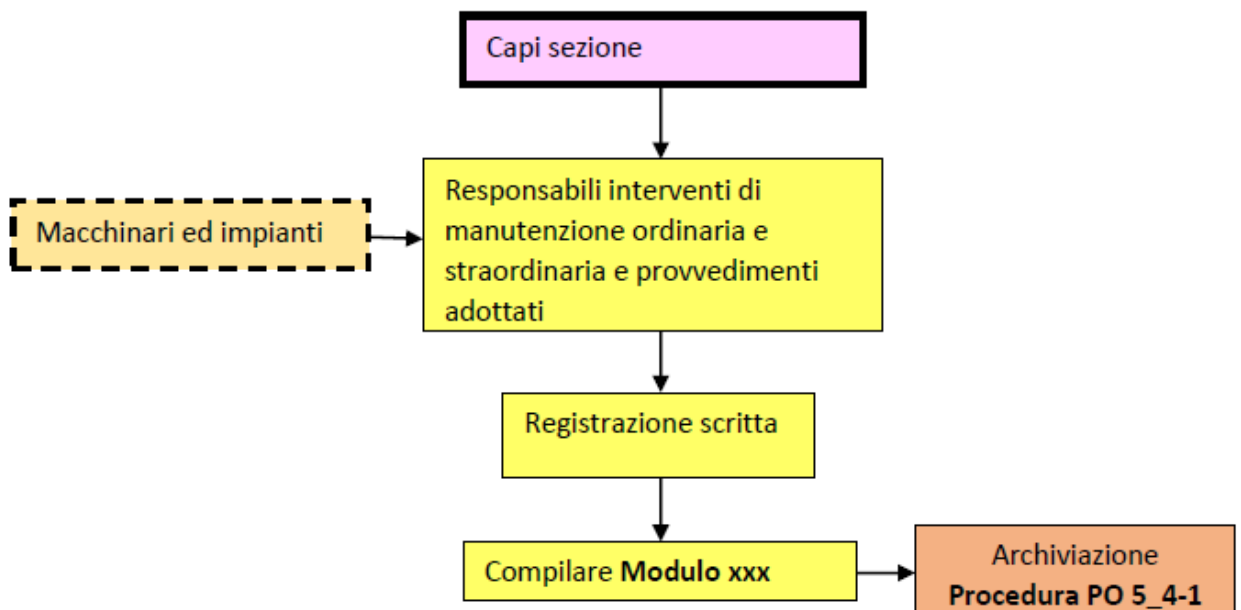 Capi sezione
Macchinari ed impianti
Responsabili interventi di
manutenzione ordinaria e
straordinaria e provvedimenti
adottati
Registrazione scritta
Compilare Modulo xxx
Archiviazione
Procedura PO 5_4-1